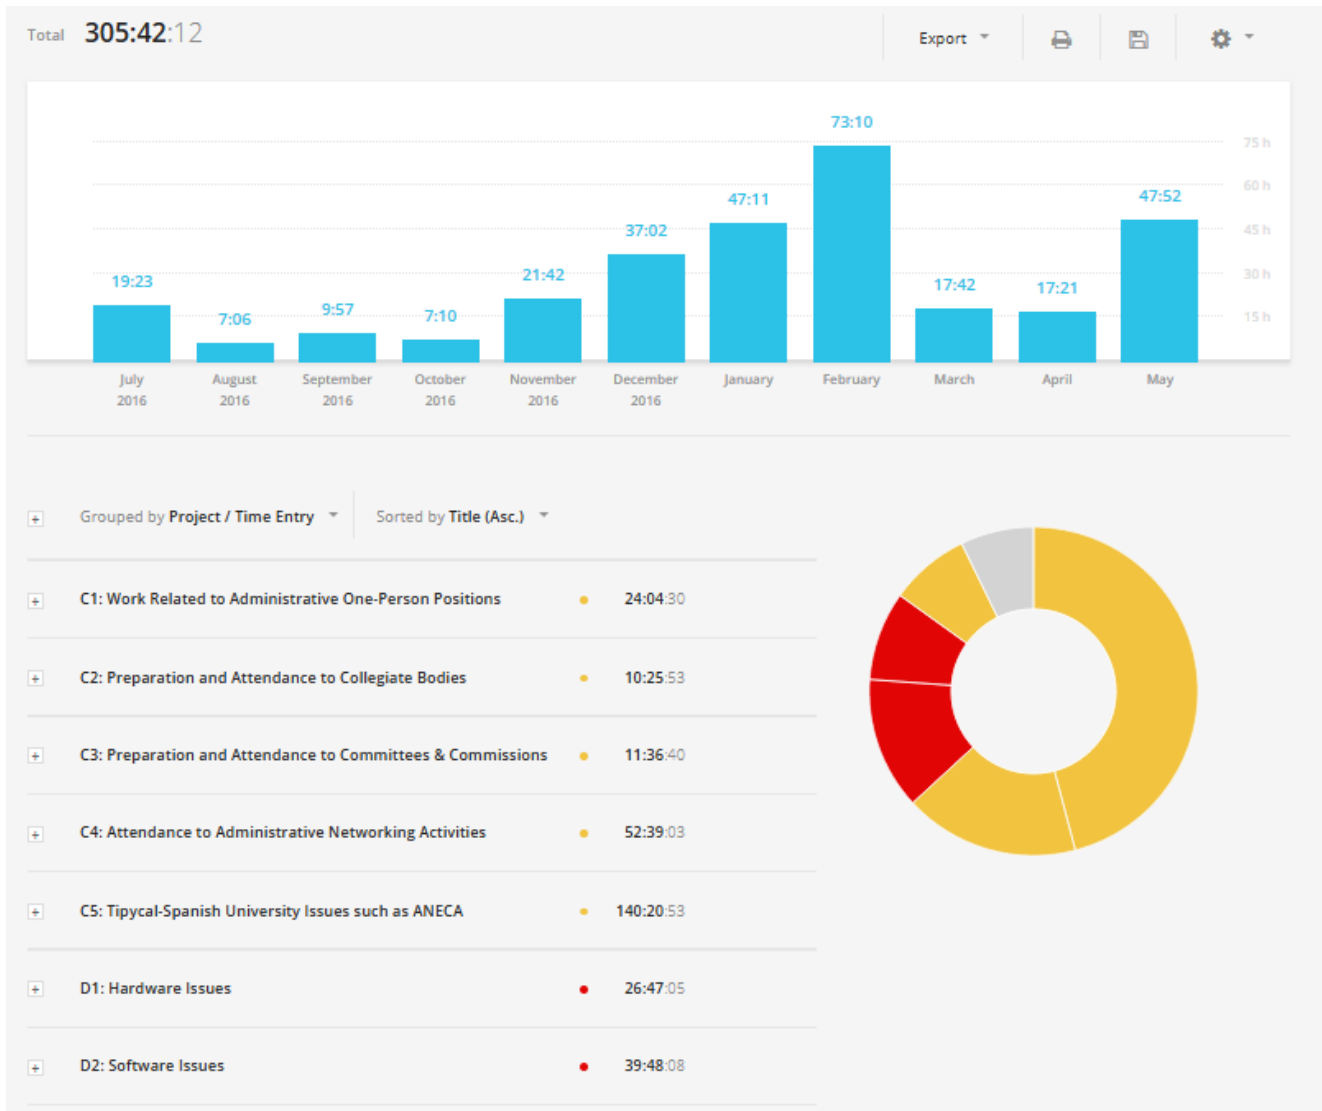 Total 305:42:12
Export
73:10
75 h
60 h
47:11
47:52
37:02
45 h
19:23
21:42
30 h
7:06
9:57
7:10
17:42
17:21
15 h
July August September October November December January February March April May
2016 2016 2016 2016 2016 2016
Grouped by Project / Time Entry Sorted by Title (Asc.)
C1: Work Related to Administrative One-Person Positions 24:04:30
C2: Preparation and Attendance to Collegiate Bodies 10:25:53
C3: Preparation and Attendance to Committees & Commissions 11:36:40
C4: Attendance to Administrative Networking Activities 52:39:03
C5: Tipycal-Spanish University Issues such as ANECA 140:20:53
D1: Hardware Issues 26:47:05
D2: Software Issues 39:48:08